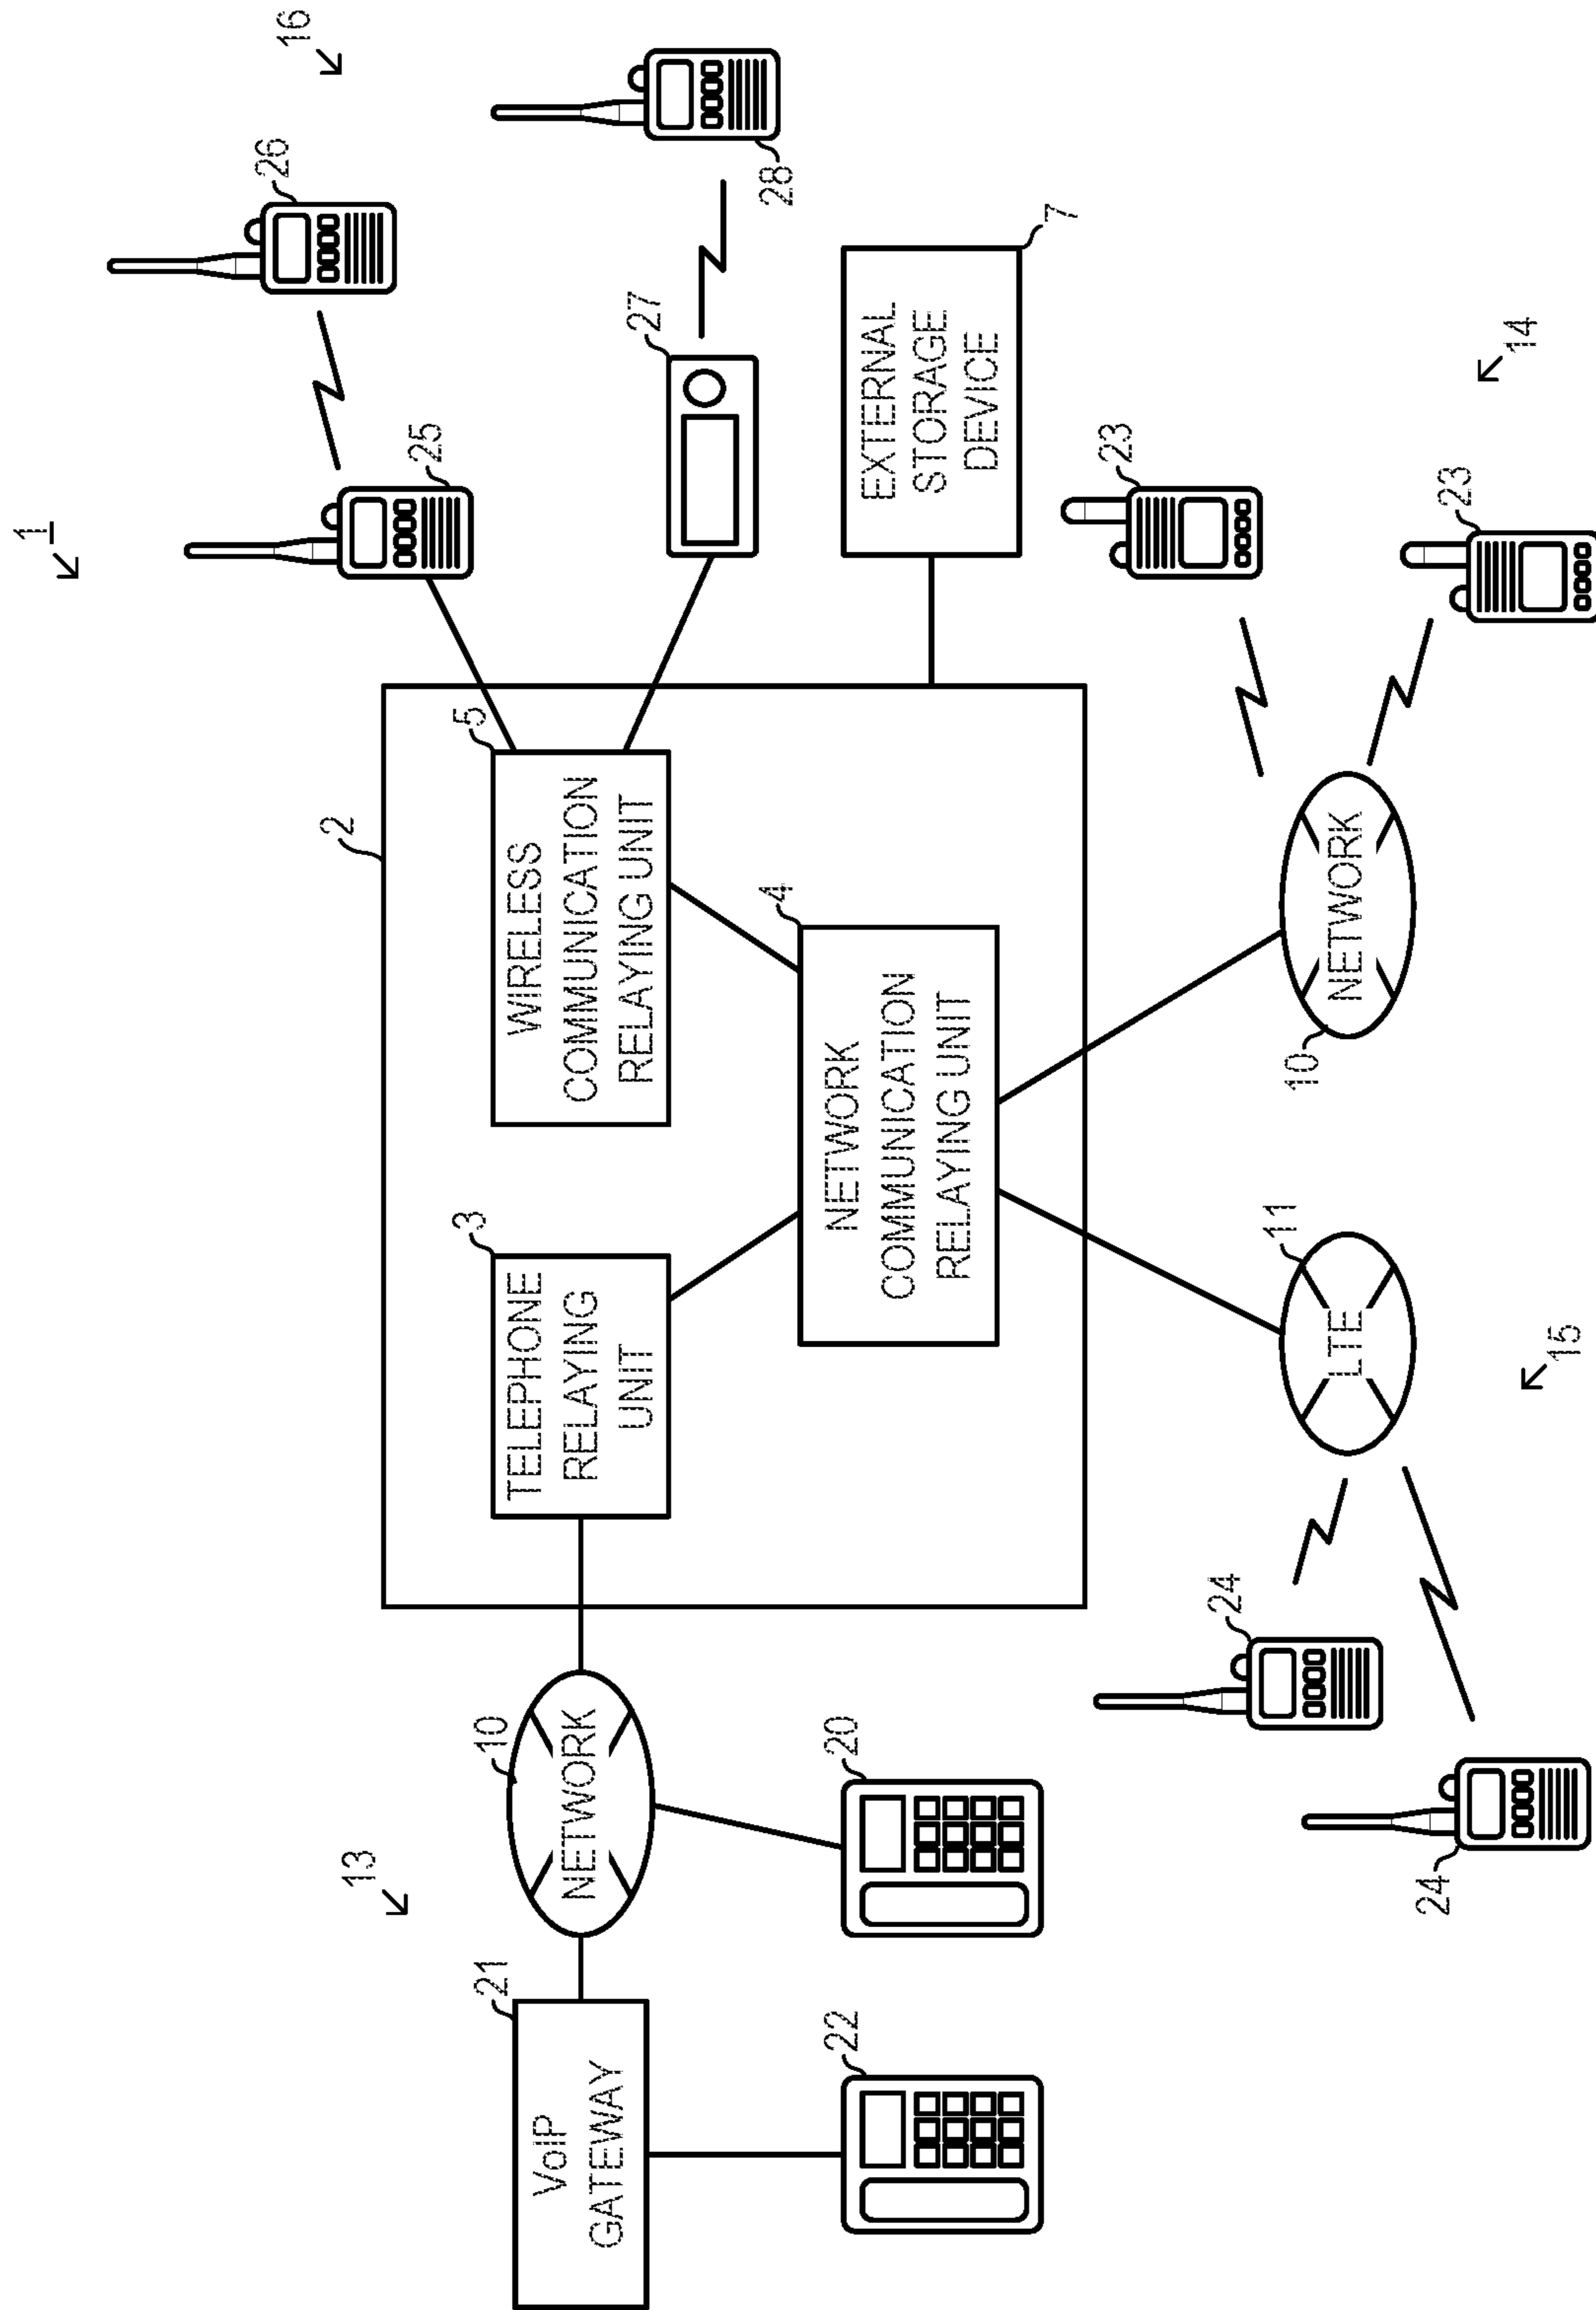 1
13
16
2
21
VoIP
GATEWAY
10
NETWORK
3
TELEPHONE
RELAYING
UNIT
5
WIRELESS
COMMUNICATION
RELAYING UNIT
25
26
27
28
22
20
4
NETWORK
COMMUNICATION
RELAYING UNIT
7
EXTERNAL
STORAGE
DEVICE
24
24
11
LTE
15
10
NETWORK
23
23
14